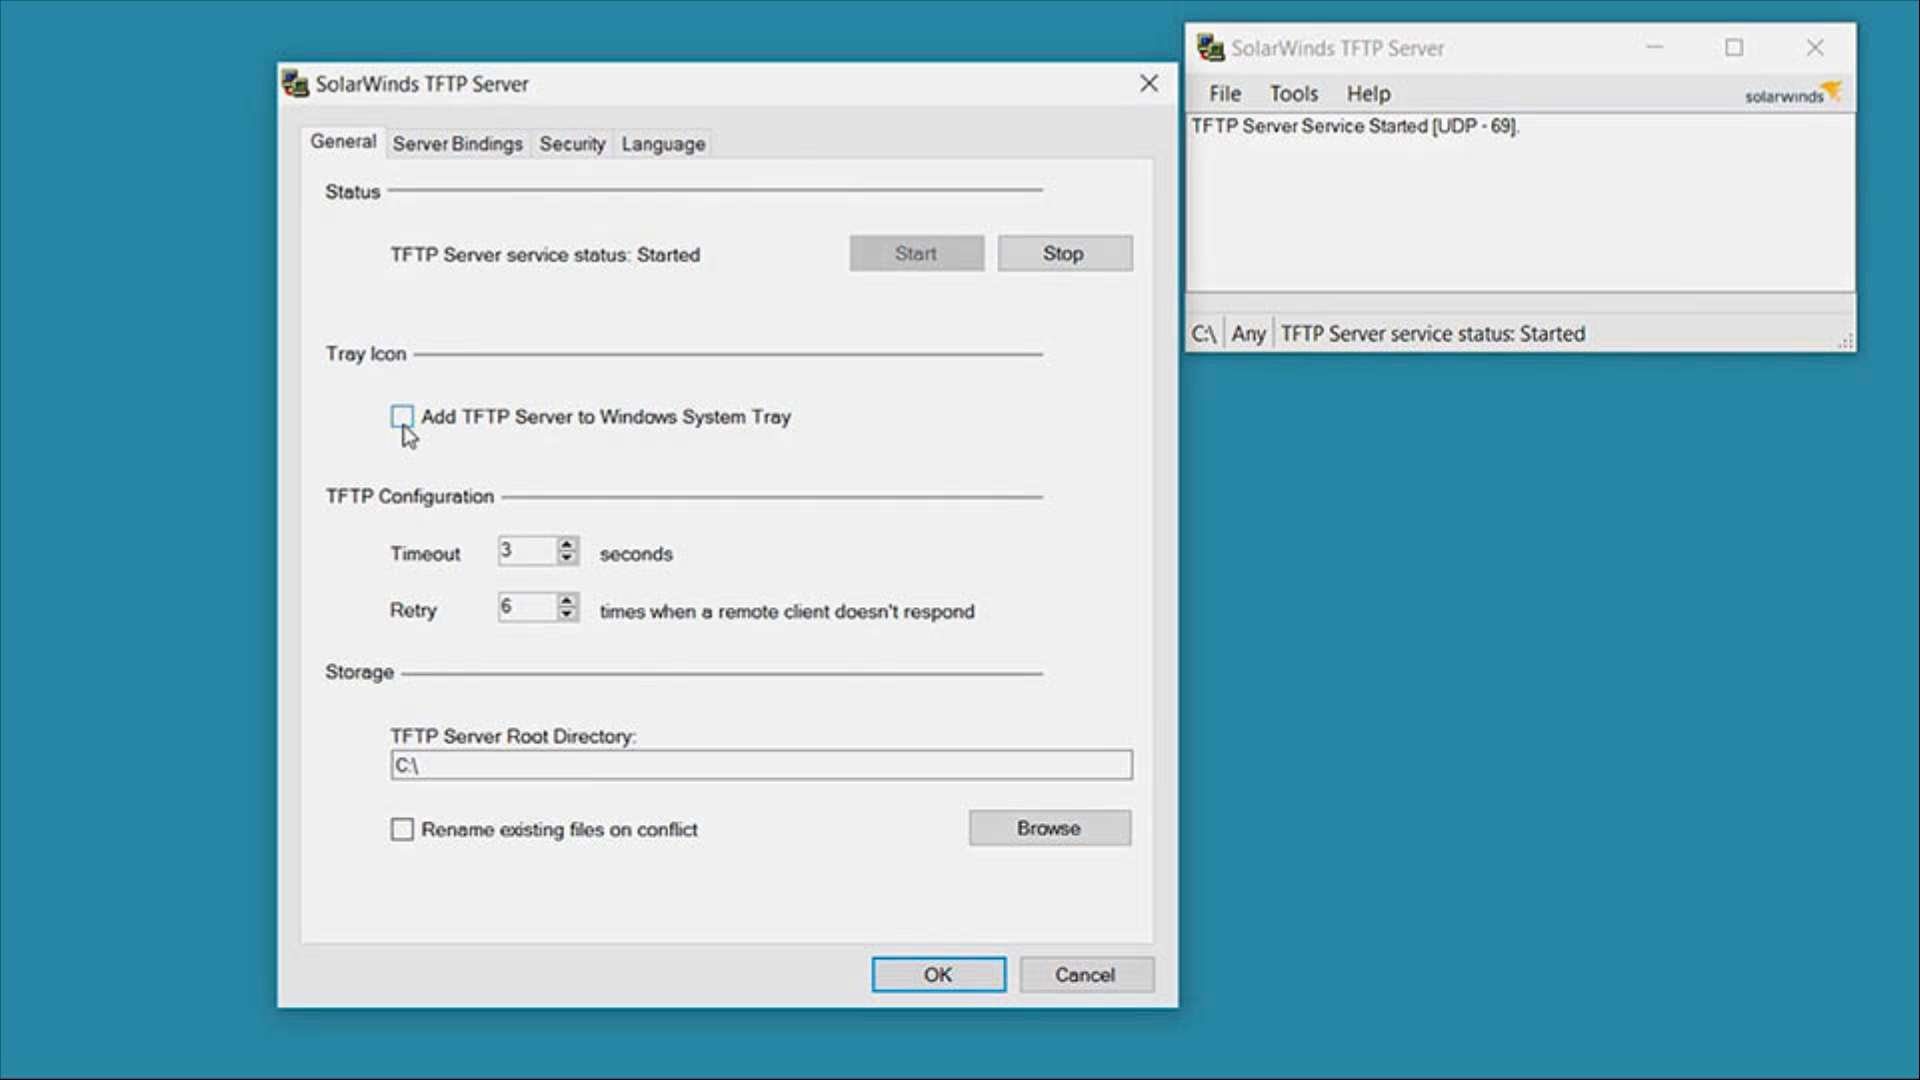 SolarWinds TFTP Server
General Server Bindings Security Language
Status
TFTP Server service status: Started Start Stop
Tray Icon
Add TFTP Server to Windows System Tray
TFTP Configuration
Timeout 3 seconds
Retry 6 times when a remote client doesn't respond
Storage
TFTP Server Root Directory:
C:\
Rename existing files on conflict Browse
OK Cancel
SolarWinds TFTP Server
File Tools Help solarwinds
TFTP Server Service Started [UDP - 69].
C:\ Any TFTP Server service status: Started